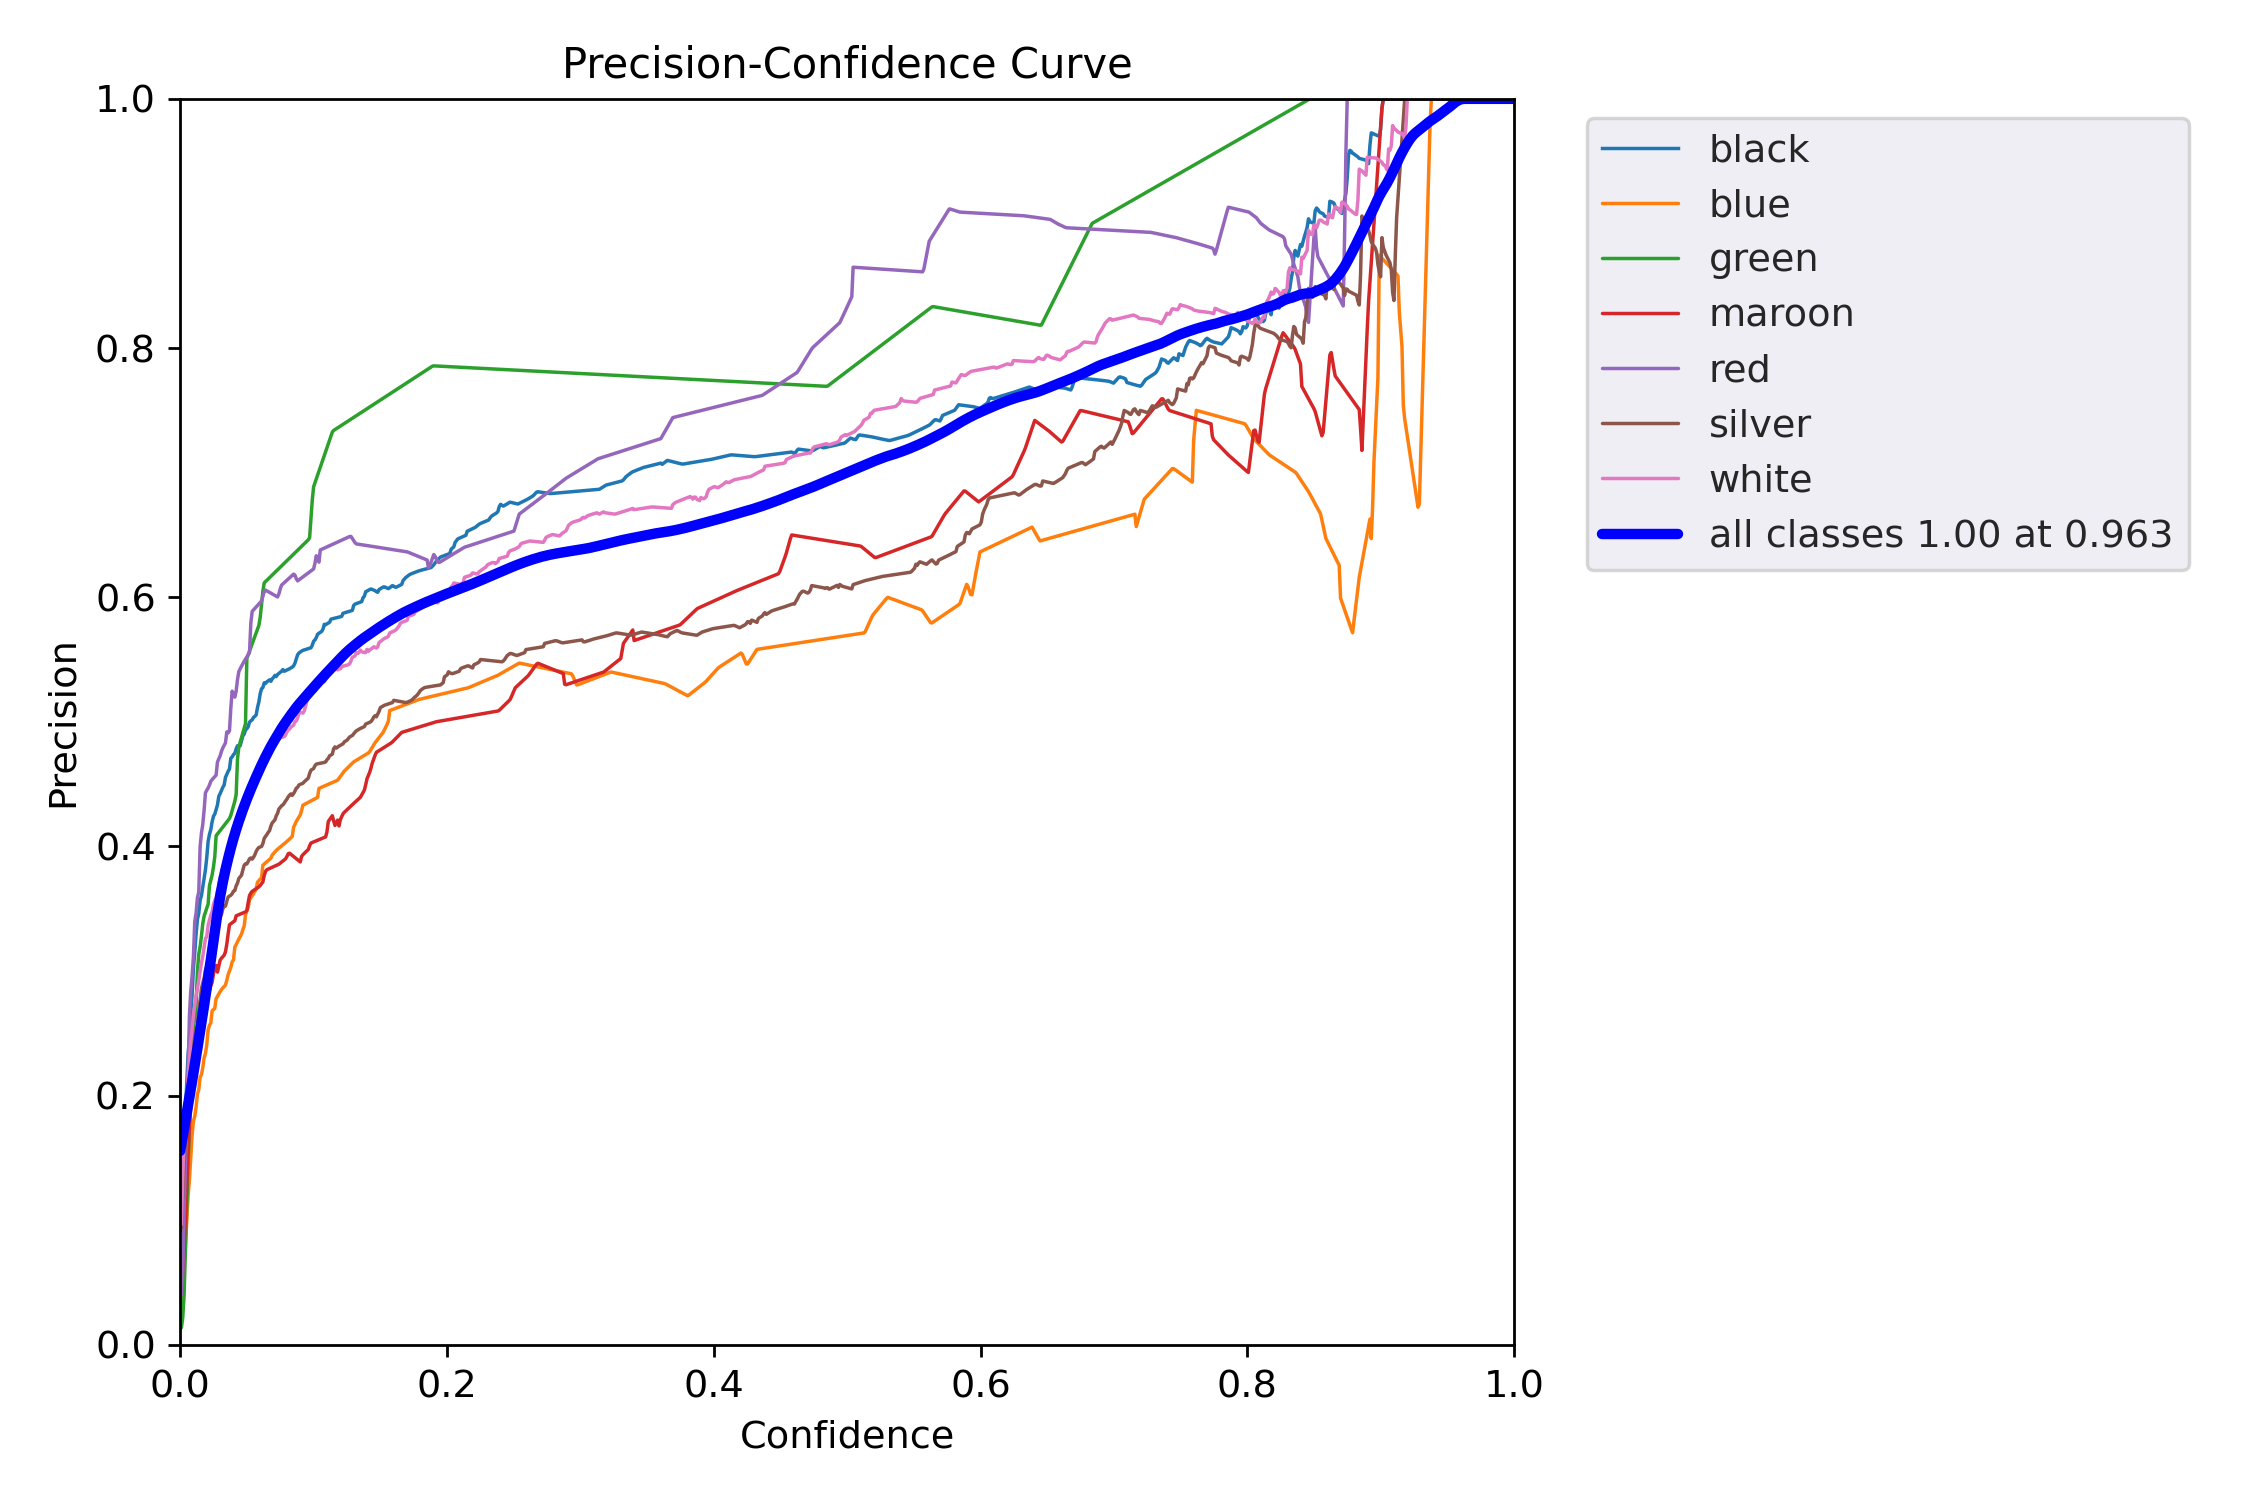 Precision-Confidence Curve
1.0
0.8
0.6
0.4
0.2
0.0
Precision
0.0 0.2 0.4 0.6 0.8 1.0
Confidence
black
blue
green
maroon
red
silver
white
all classes 1.00 at 0.963